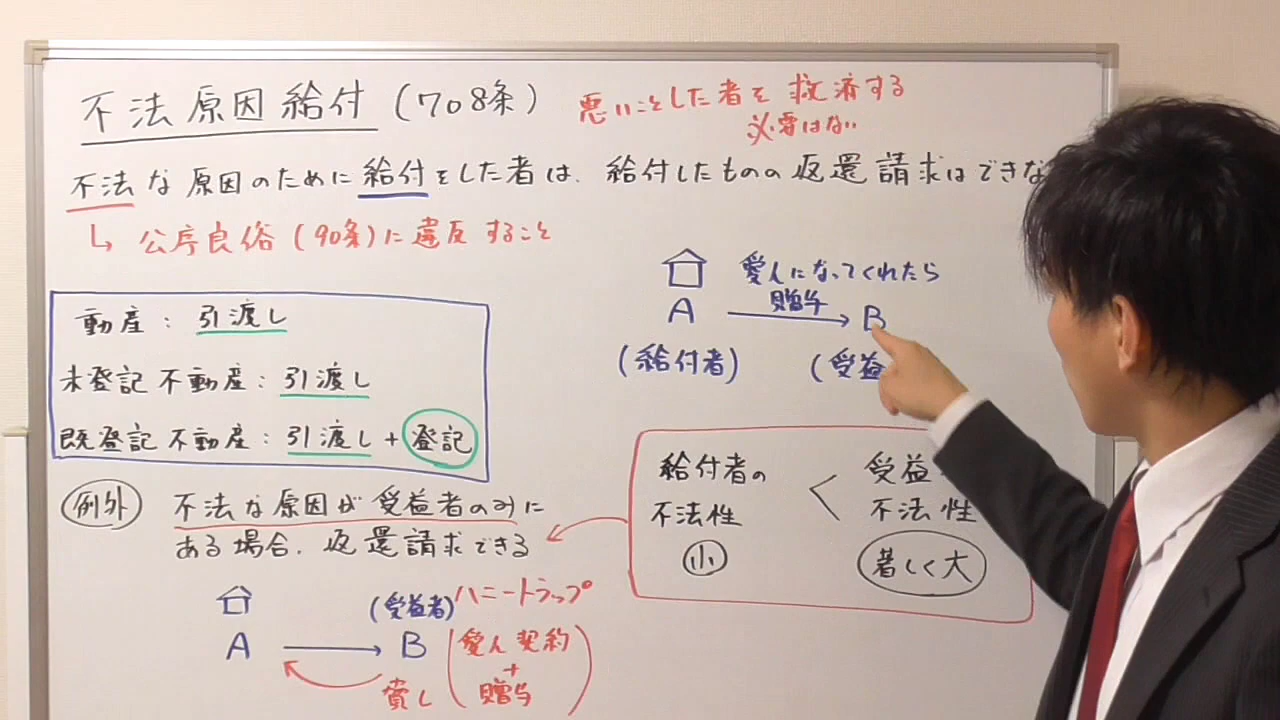 不法原因給付(708条)
悪いことした者を救済する
必要はない
不法な原因のために給付をした者は、給付したものの返還請求はできな
↳ 公序良俗(90条)に違反すること
動産:引渡し
未登記不動産:引渡し
既登記不動産:引渡し+登記
愛人になってくれたら
贈与
A → B
(給付者) (受益
給付者の < 受益
不法性 不法性
小 著しく大
例外 不法な原因が受益者のみに
ある場合、返還請求できる
(受益者) ハニートラップ
A → B
愛人契約
+
贈与
貸し